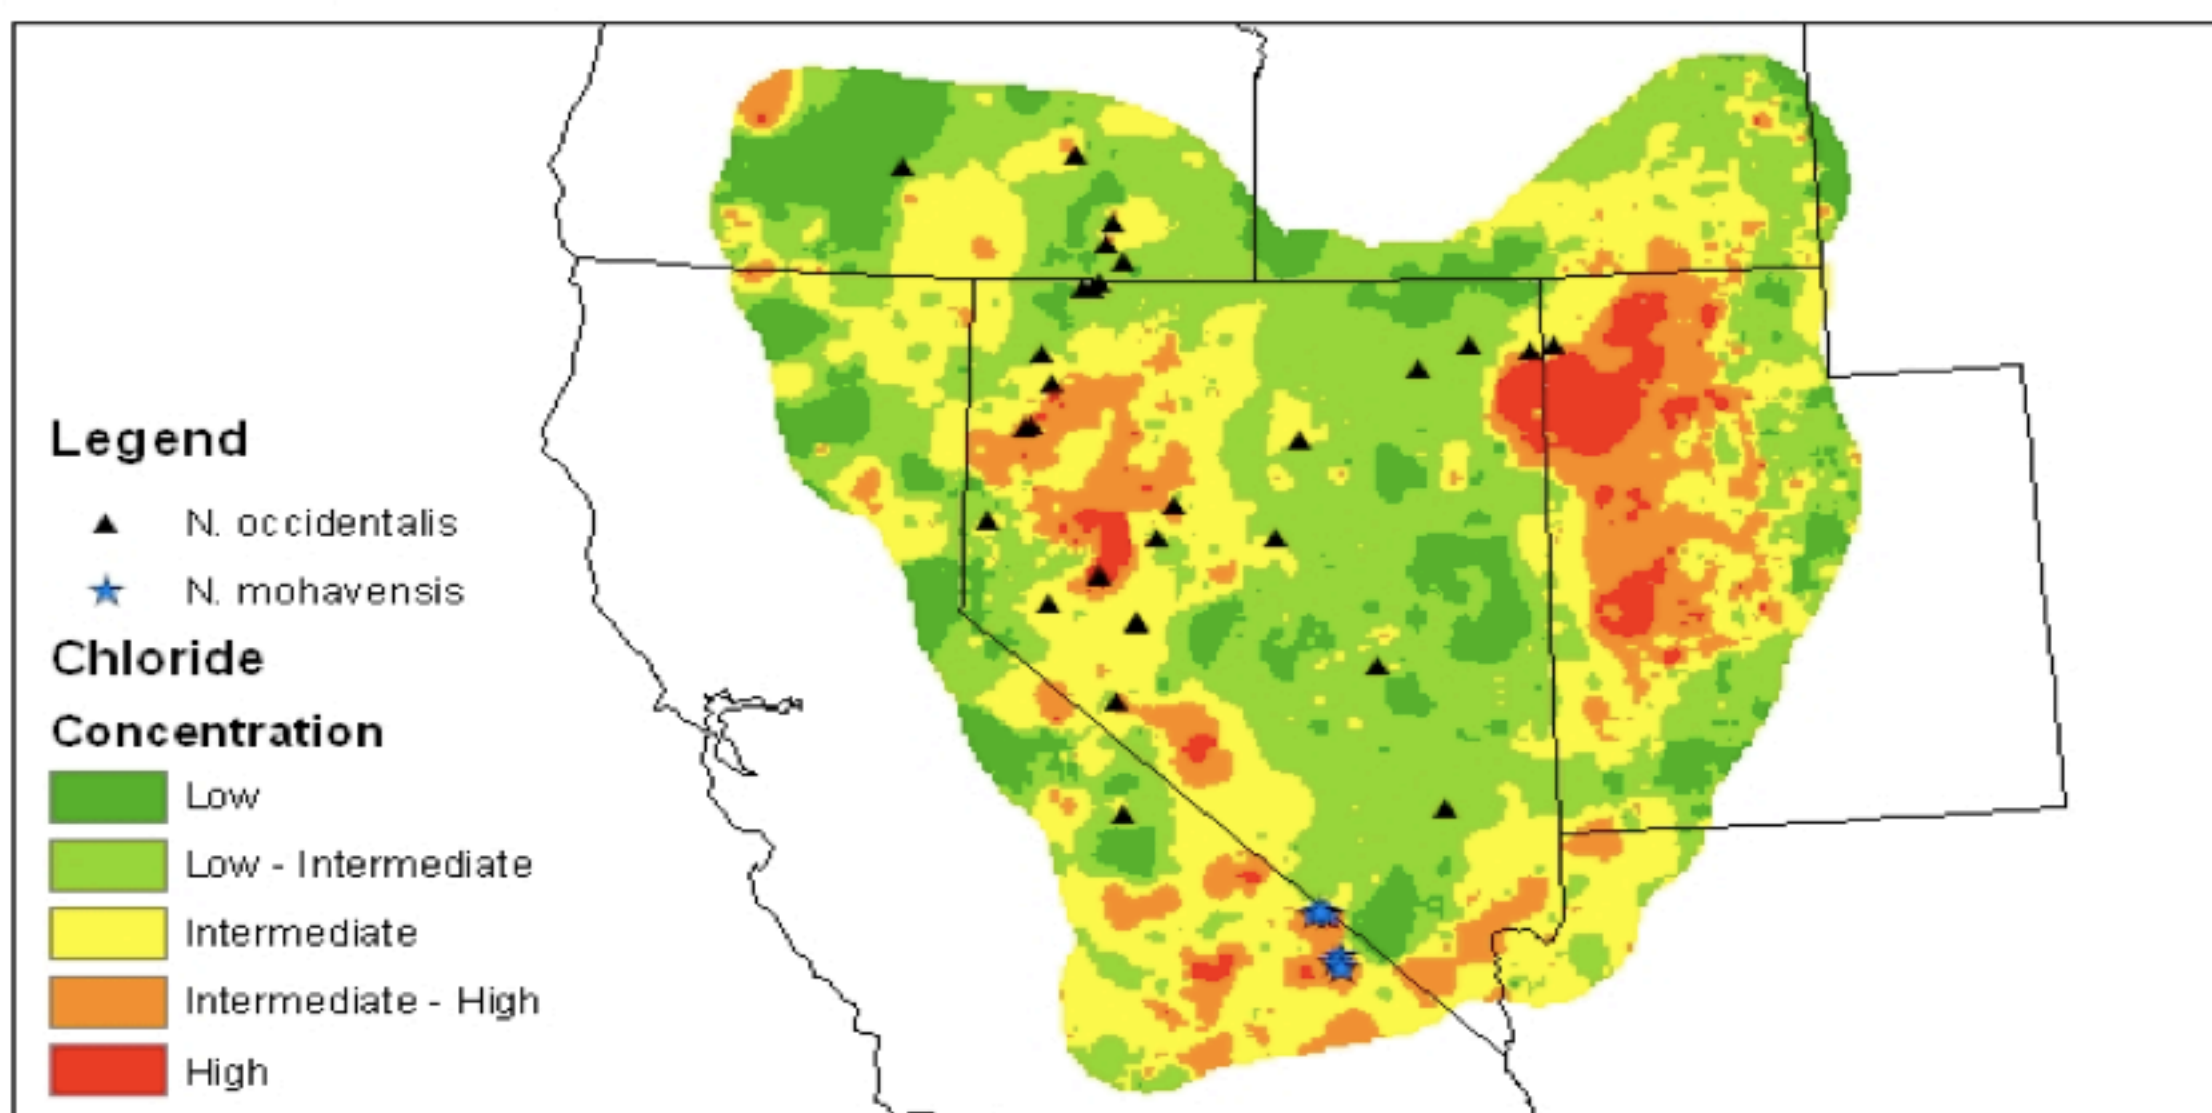 Legend
N. occidentalis
N. mohavensis
Chloride
Concentration
Low
Low - Intermediate
Intermediate
Intermediate - High
High